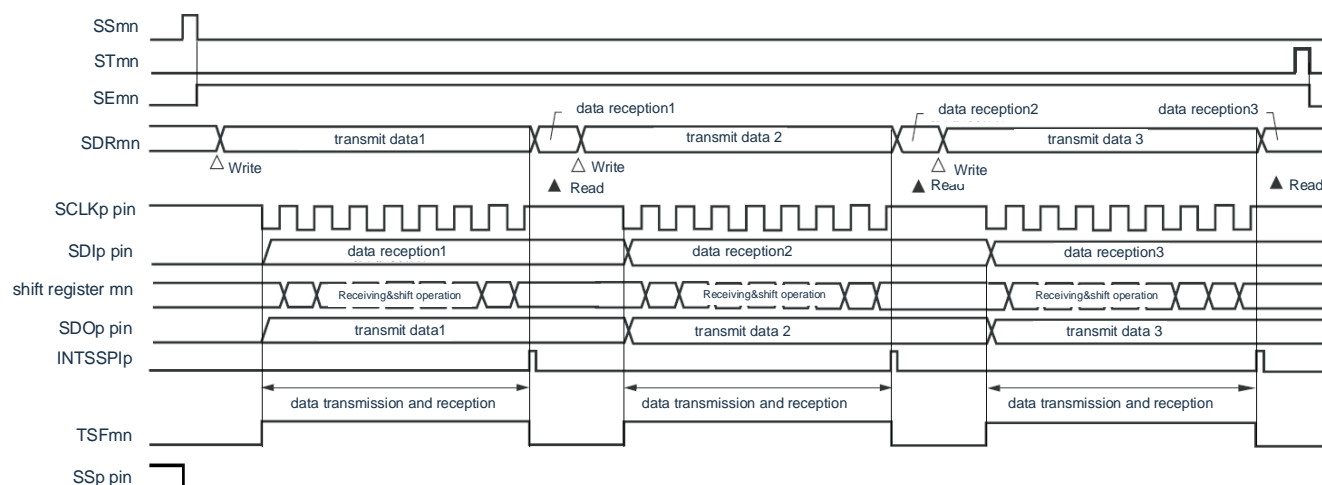 SSmn
STmn
SEmn
data reception1
data reception2
data reception3
SDRmn
transmit data1
transmit data 2
transmit data 3
Write
Write
Write
Read
Read
Read
SCLKp pin
SDIp pin
data reception1
data reception2
data reception3
shift register mn
Receiving&shift operation
Receiving&shift operation
Receiving&shift operation
SDOp pin
transmit data1
transmit data 2
transmit data 3
INTSSPIp
data transmission and reception
data transmission and reception
data transmission and reception
TSFmn
SSp pin